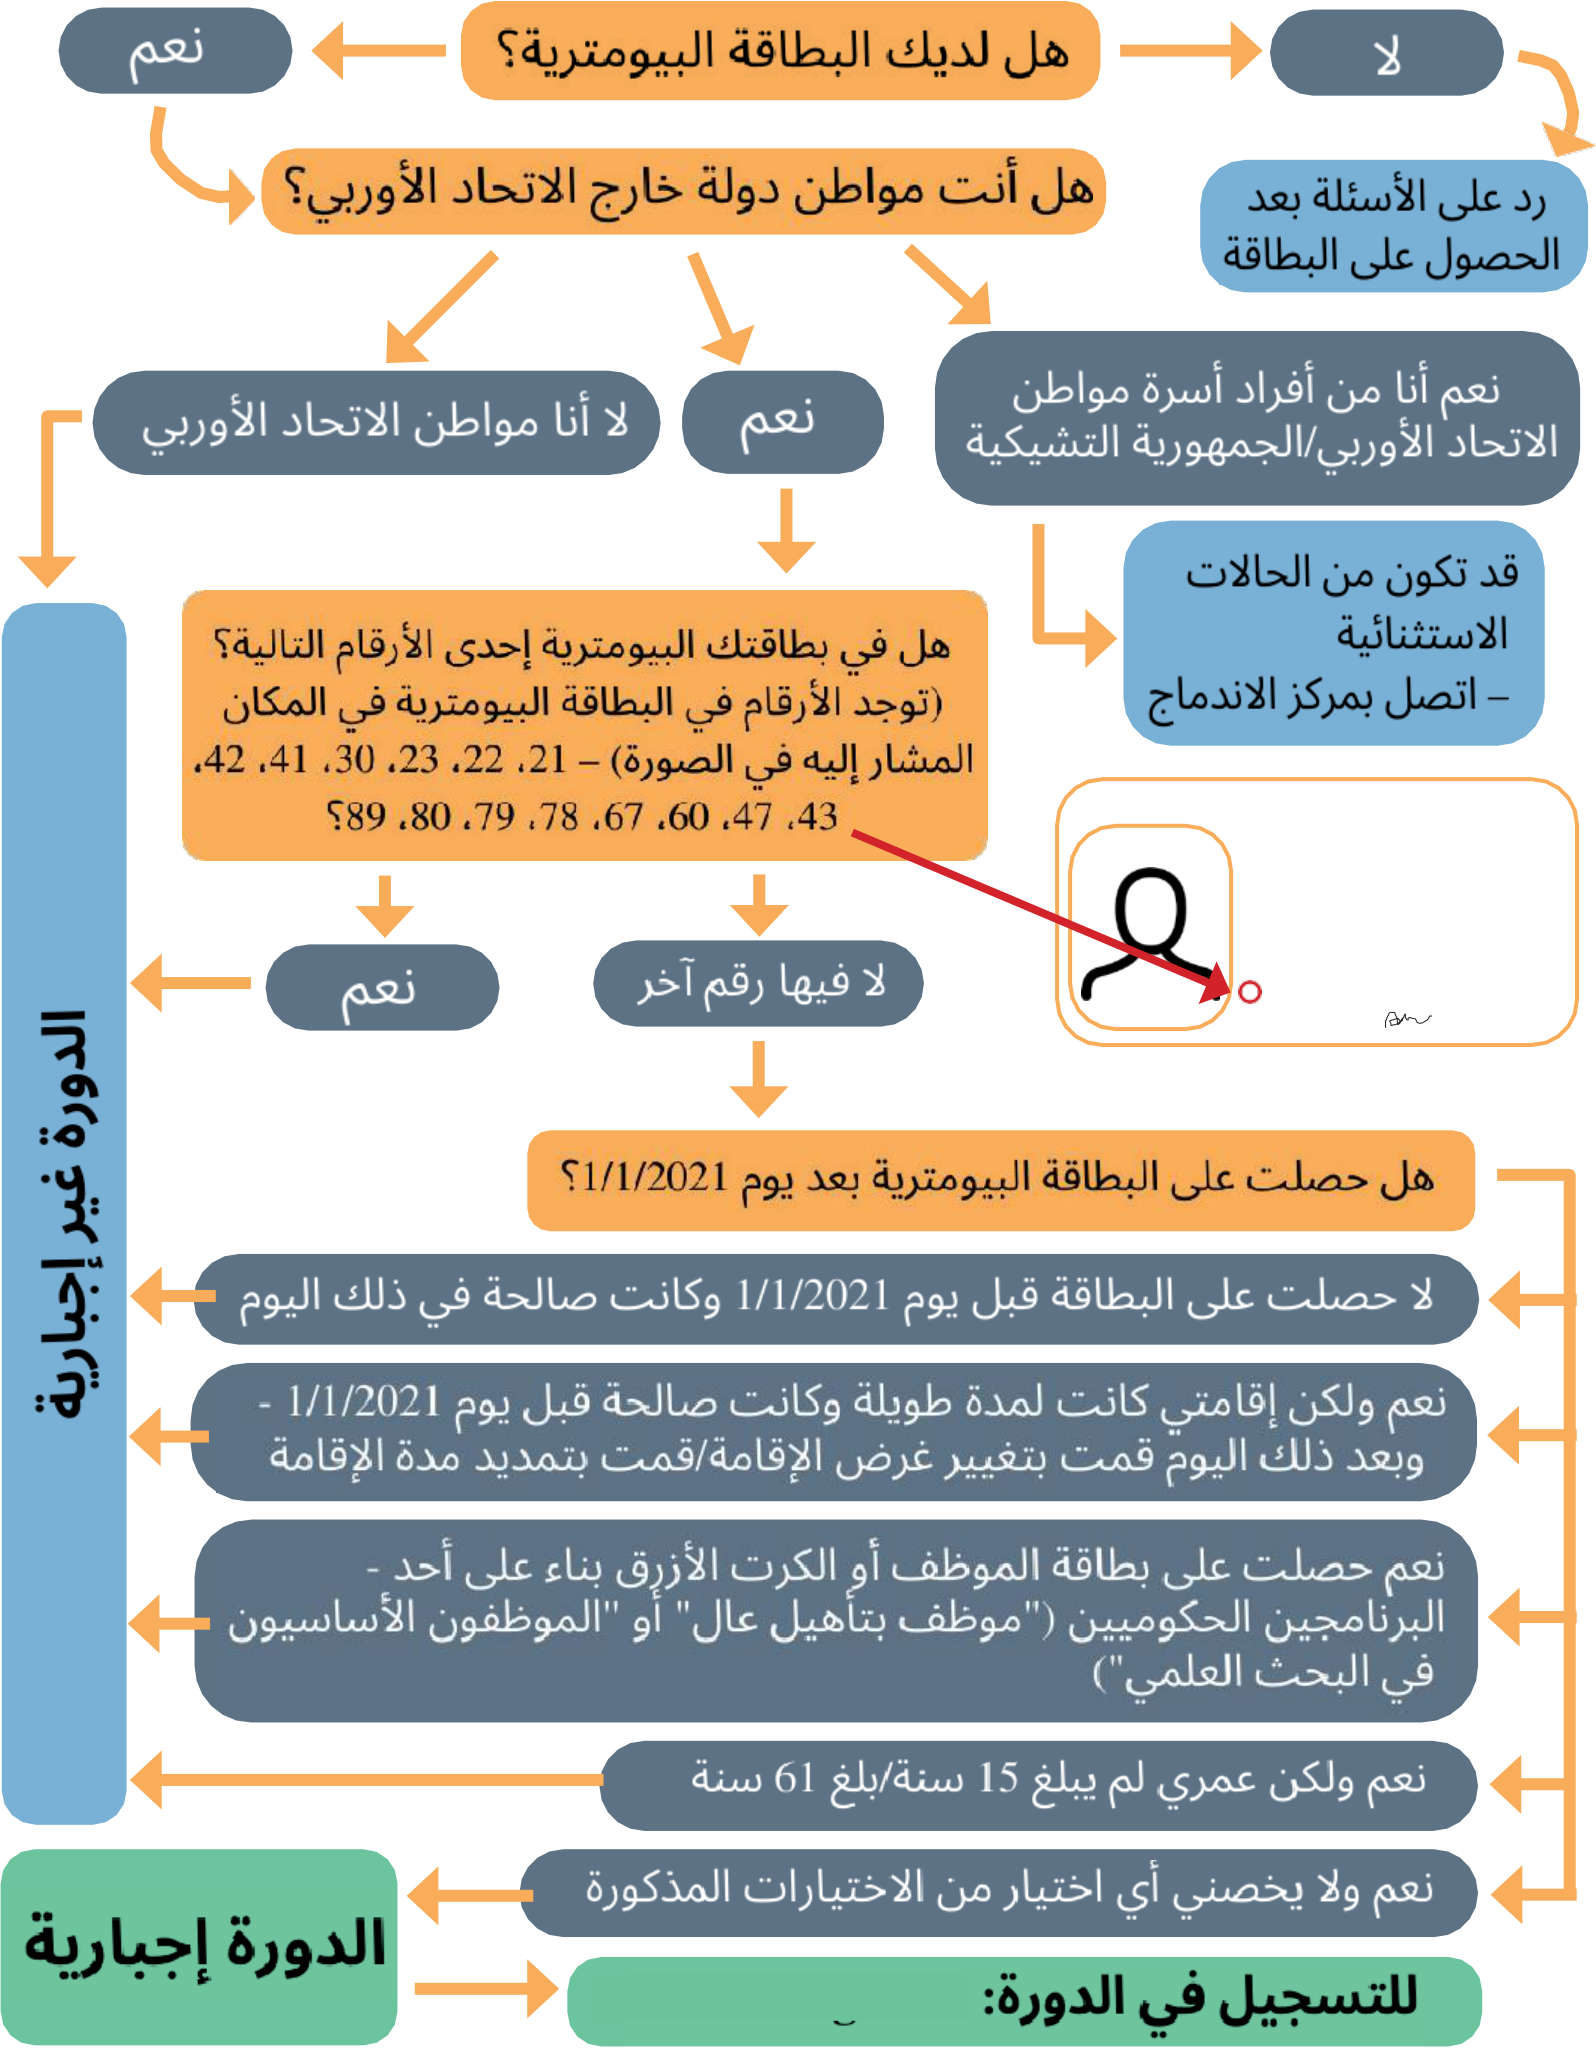 هل لديك البطاقة البيومترية؟
لا
نعم
رد على الأسئلة بعد
الحصول على البطاقة
هل أنت مواطن دولة خارج الاتحاد الأوربي؟
نعم أنا من أفراد أسرة مواطن
الاتحاد الأوربي/الجمهورية التشيكية
نعم
لا أنا مواطن الاتحاد الأوربي
قد تكون من الحالات
الاستثنائية
– اتصل بمركز الاندماج
هل في بطاقتك البيومترية إحدى الأرقام التالية؟
(توجد الأرقام في البطاقة البيومترية في المكان
المشار إليه في الصورة) – 21، 22، 23، 30، 41، 42،
43، 47، 60، 67، 78، 79، 80، 89؟
لا فيها رقم آخر
نعم
هل حصلت على البطاقة البيومترية بعد يوم 1/1/2021؟
لا حصلت على البطاقة قبل يوم 1/1/2021 وكانت صالحة في ذلك اليوم
نعم ولكن إقامتي كانت لمدة طويلة وكانت صالحة قبل يوم 1/1/2021 -
وبعد ذلك اليوم قمت بتغيير غرض الإقامة/قمت بتمديد مدة الإقامة
نعم حصلت على بطاقة الموظف أو الكرت الأزرق بناء على أحد -
البرنامجين الحكوميين ("موظف بتأهيل عال" أو "الموظفون الأساسيون
في البحث العلمي")
نعم ولكن عمري لم يبلغ 15 سنة/بلغ 61 سنة
نعم ولا يخصني أي اختيار من الاختيارات المذكورة
الدورة غير إجبارية
الدورة إجبارية
للتسجيل في الدورة: